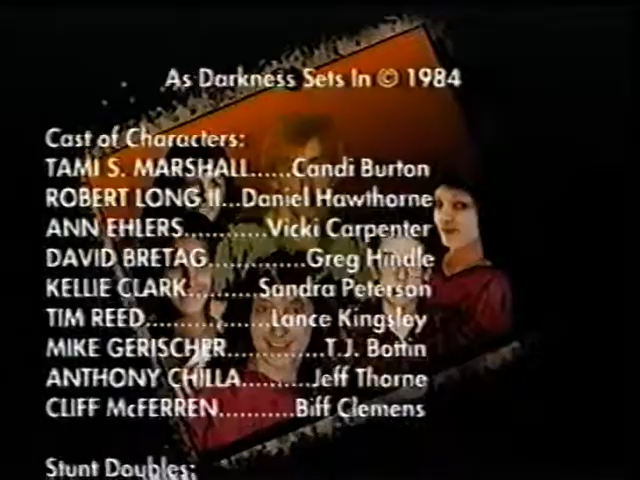 As Darkness Sets In © 1984
Cast of Characters:
TAMI S. MARSHALL......Candi Burton
ROBERT LONG II...Daniel Hawthorne
ANN EHLERS............Vicki Carpenter
DAVID BRETAG..............Greg Hindle
KELLIE CLARK..........Sandra Peterson
TIM REED..................Lance Kingsley
MIKE GERISCHER..............T.J. Bottin
ANTHONY CHILLA..........Jeff Thorne
CLIFF McFERREN...........Biff Clemens
Stunt Doubles: